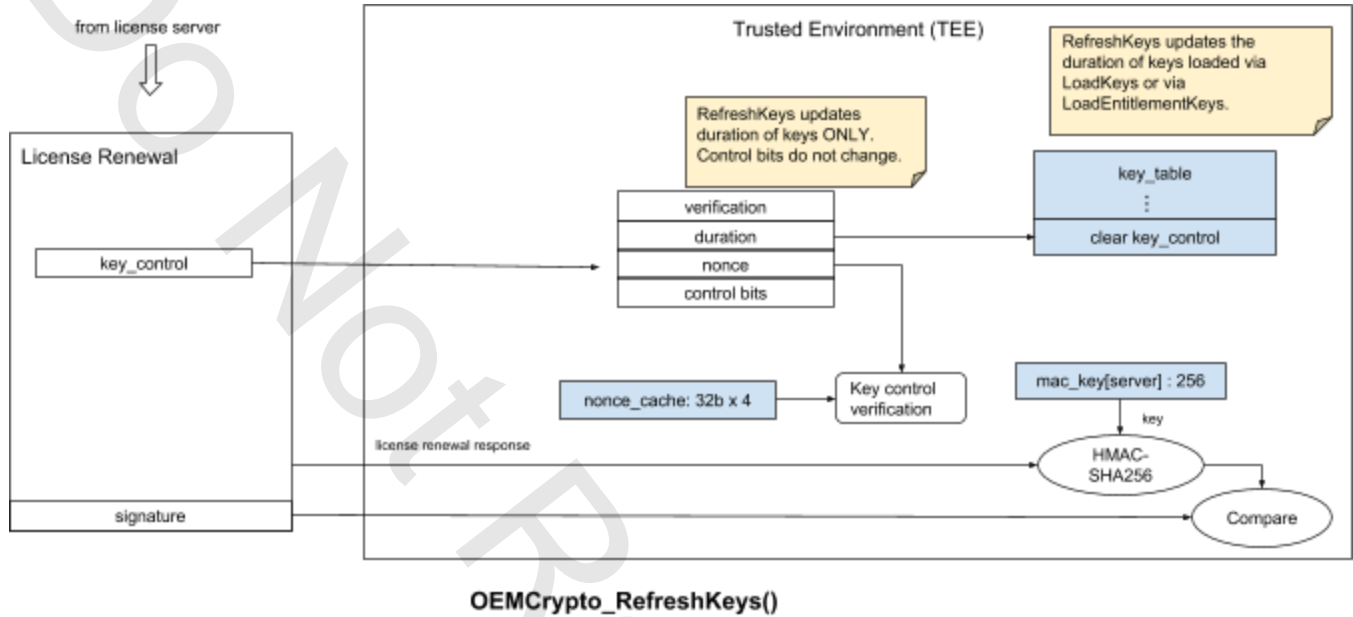 from license server
Trusted Environment (TEE)
RefreshKeys updates the
duration of keys loaded via
LoadKeys or via
LoadEntitlementKeys.
RefreshKeys updates
duration of keys ONLY.
Control bits do not change.
License Renewal
key_control
verification
duration
nonce
control bits
key_table
⋮
clear key_control
nonce_cache: 32b x 4
Key control
verification
mac_key[server] : 256
key
license renewal response
HMAC-
SHA256
signature
Compare
OEMCrypto_RefreshKeys()
Do Not R